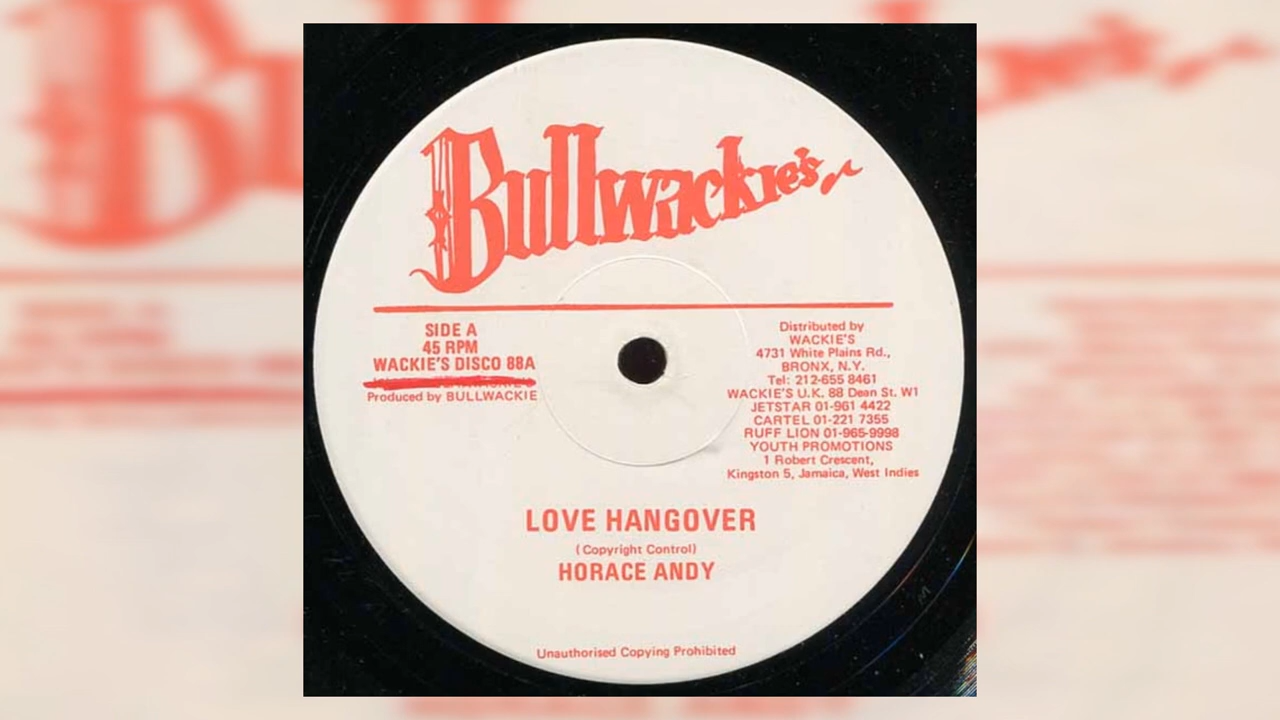 Bullwackie's
SIDE A
45 RPM
WACKIE'S DISCO 88A
Produced by BULLWACKIE
Distributed by
WACKIE'S
4731 White Plains Rd.,
BRONX, N.Y.
Tel: 212-655 8461
WACKIE'S U.K. 88 Dean St. W1
JETSTAR 01-961 4422
CARTEL 01-221 7355
RUFF LION 01-965-9998
YOUTH PROMOTIONS
1 Robert Crescent,
Kingston 5, Jamaica, West Indies
LOVE HANGOVER
(Copyright Control)
HORACE ANDY
Unauthorised Copying Prohibited